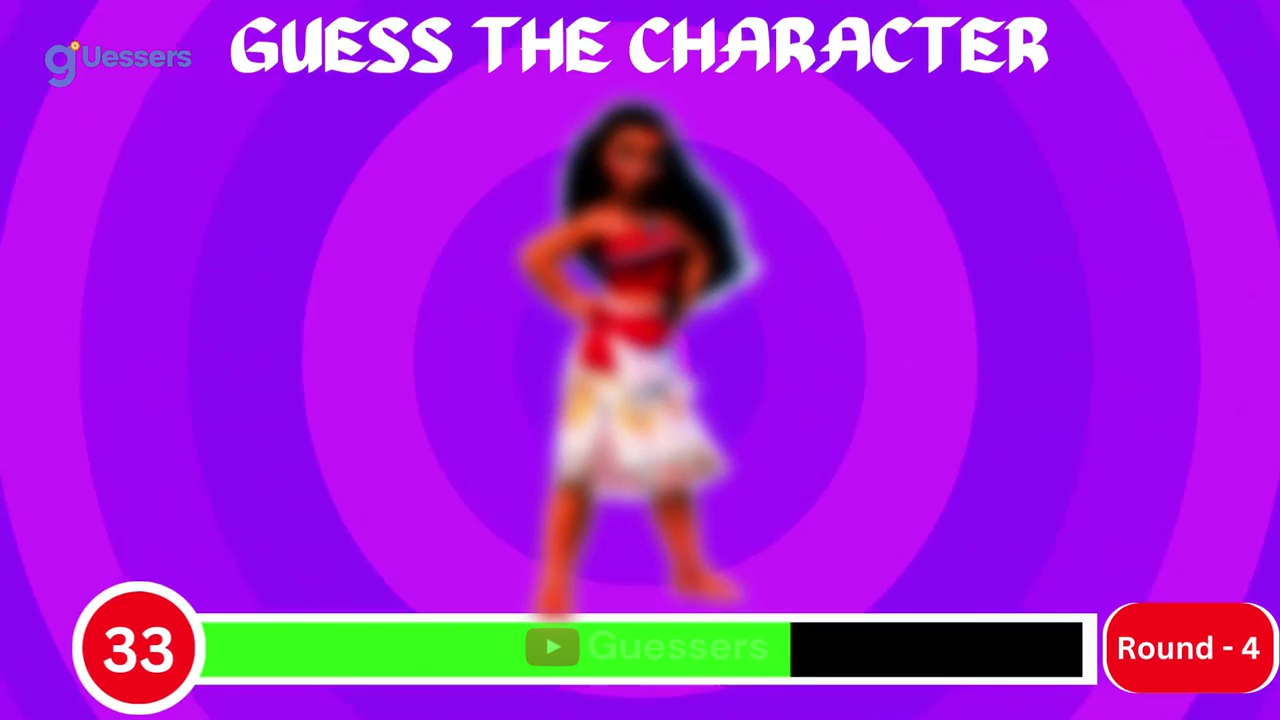 GUESS THE CHARACTER
guessers
33
Guessers
Round - 4